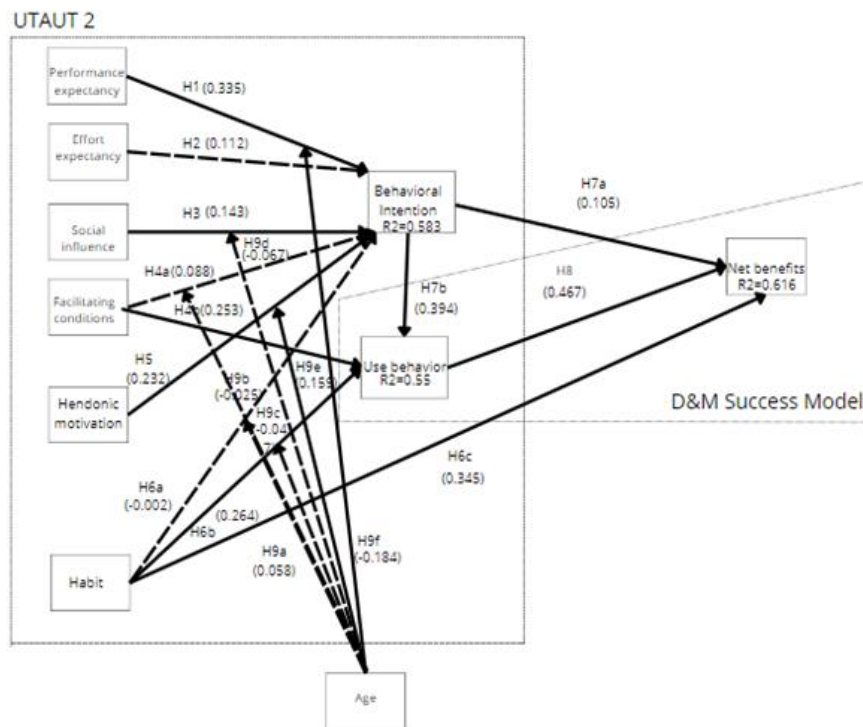 UTAUT 2
Performance
expectancy
H1 (0.335)
Effort
expectancy
H2 (0.112)
Behavioral
Intention
R2=0.583
H7a
(0.105)
Social
influence
H3 (0.143)
H9d
(-0.067)
H4a(0.088)
Net benefits
R2=0.616
H8
(0.467)
H7b
(0.394)
Facilitating
conditions
H4b(0.253)
H5
(0.232)
H9e
(0.159)
Use behavior
R2=0.55
H9b
(-0.025)
Hendonic
motivation
H9c
(-0.04
7)
D&M Success Model
H6c
(0.345)
H6a
(-0.002)
(0.264)
H6b
H9a
(0.058)
H9f
(-0.184)
Habit
Age